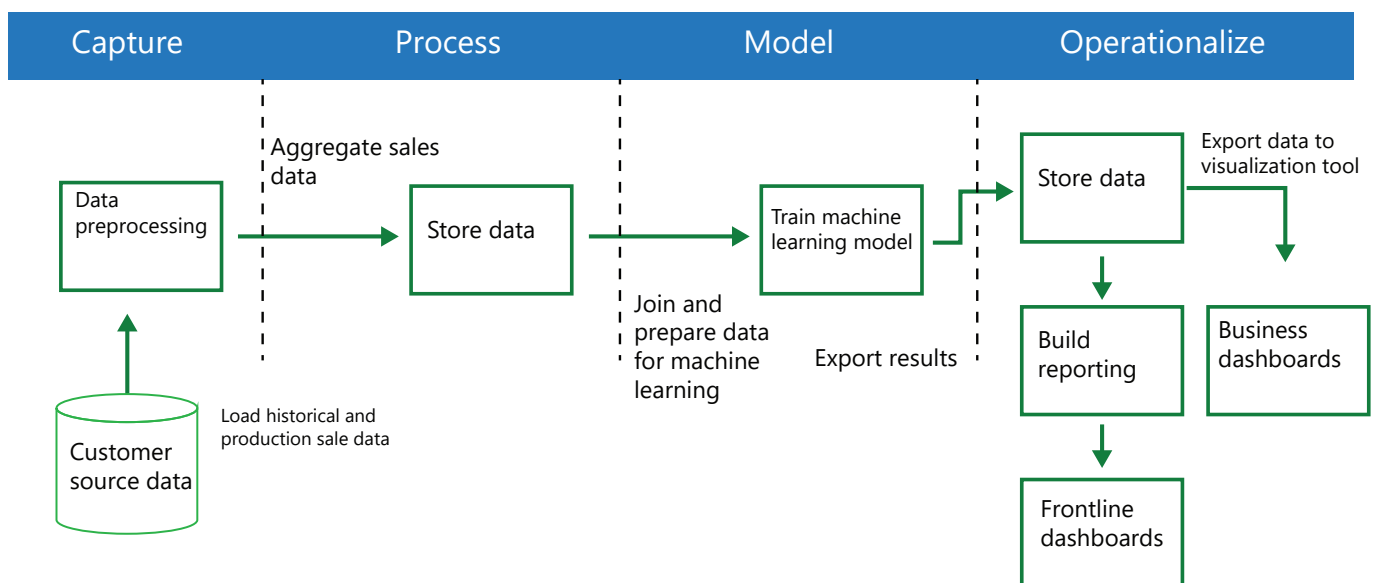 Capture
Process
Model
Operationalize
Aggregate sales
data
Export data to
visualization tool
Data
preprocessing
Store data
Train machine
learning model
Store data
Join and
prepare data
for machine
learning
Export results
Build
reporting
Business
dashboards
Load historical and
production sale data
Customer
source data
Frontline
dashboards